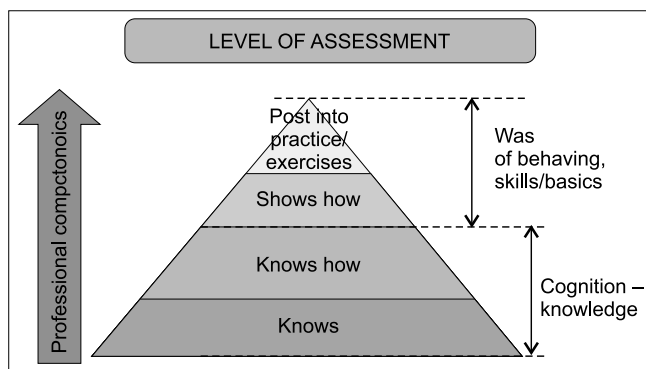 LEVEL OF ASSESSMENT
Professional compctonoics
Post into
practice/
exercises
Shows how
Knows how
Knows
Was
of behaving,
skills/basics
Cognition –
knowledge